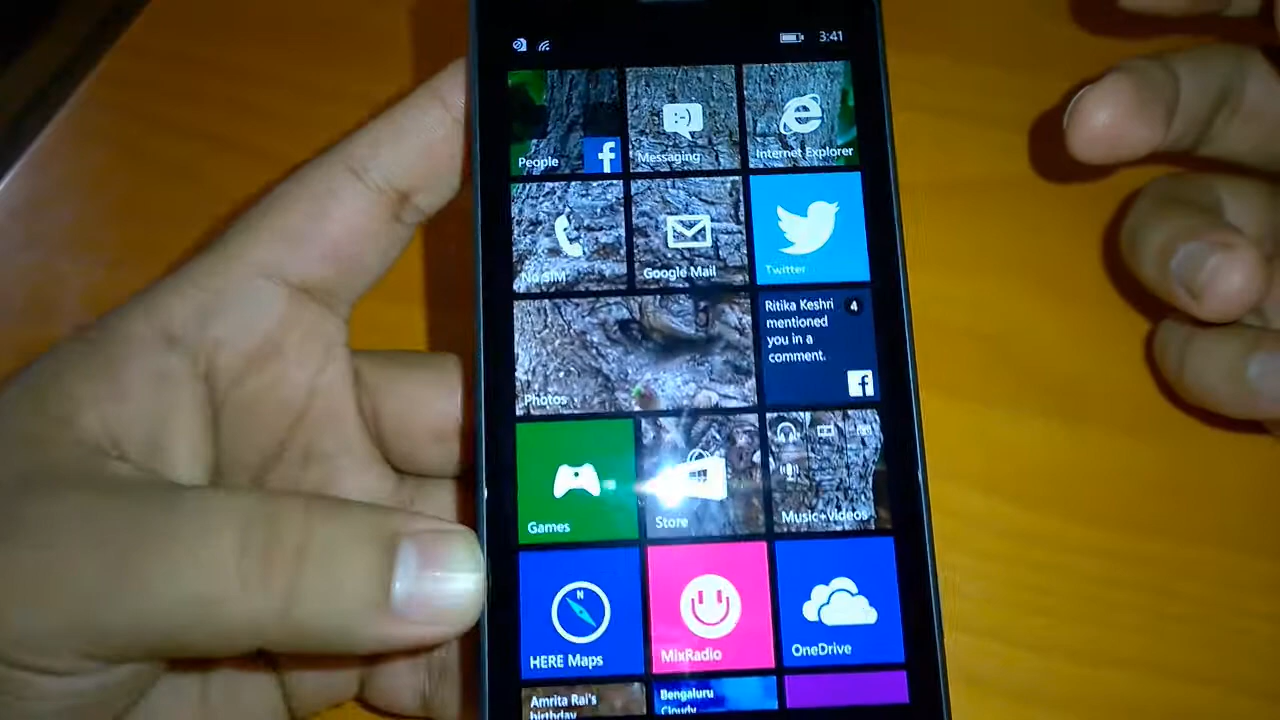 3:41
People
Messaging
Internet Explorer
No SIM
Google Mail
Twitter
Photos
Ritika Keshri
mentioned
you in a
comment.
4
Games
Store
Music+videos
N
HERE Maps
MixRadio
OneDrive
Amrita Rai's
birthday
Bengaluru
Cloudy